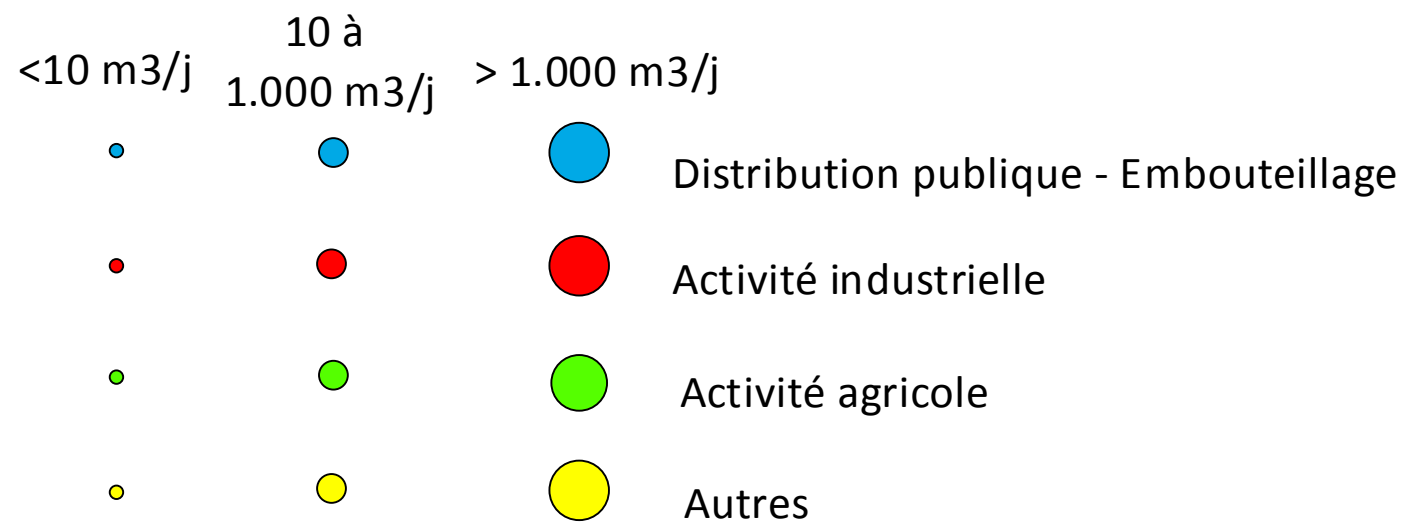 <10 m3/j
10 à
1.000 m3/j
> 1.000 m3/j
Distribution publique - Embouteillage
Activité industrielle
Activité agricole
Autres